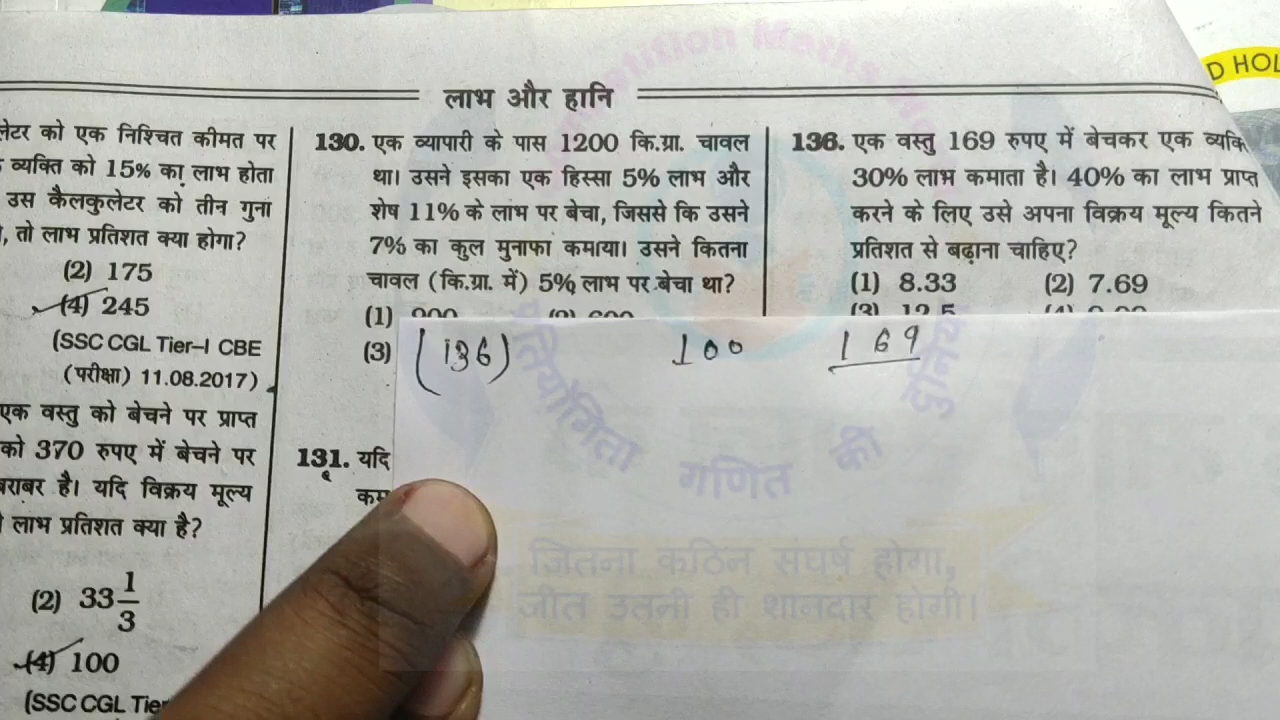 D HOL
लाभ और हानि
लेटर को एक निश्चित कीमत पर
व्यक्ति को 15% का लाभ होता
उस कैलकुलेटर को तीन गुना
, तो लाभ प्रतिशत क्या होगा?
(2) 175
(4) 245
(SSC CGL Tier–I CBE
(परीक्षा) 11.08.2017)
एक वस्तु को बेचने पर प्राप्त
को 370 रुपए में बेचने पर
बराबर है। यदि विक्रय मूल्य
लाभ प्रतिशत क्या है?
(2) 33 1/3
(4) 100
(SSC CGL Tier
130. एक व्यापारी के पास 1200 कि.ग्रा. चावल
था। उसने इसका एक हिस्सा 5% लाभ और
शेष 11% के लाभ पर बेचा, जिससे कि उसने
7% का कुल मुनाफा कमाया। उसने कितना
चावल (कि.ग्रा. में) 5% लाभ पर बेचा था?
(1)
(3)
131. यदि
कम
136. एक वस्तु 169 रुपए में बेचकर एक व्यक्ति
30% लाभ कमाता है। 40% का लाभ प्राप्त
करने के लिए उसे अपना विक्रय मूल्य कितने
प्रतिशत से बढ़ाना चाहिए?
(1) 8.33 (2) 7.69
(3) 12.5
(136) 100 169
प्रतियोगिता गणित की दुनिया
जितना कठिन संघर्ष होगा,
जीत उतनी ही शानदार होगी।